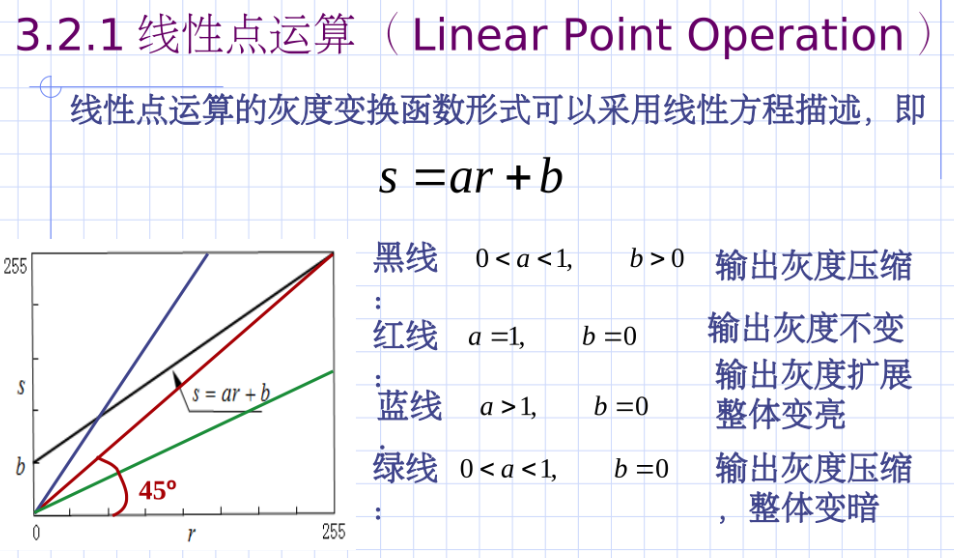 3.2.1 线性点运算（ Linear Point Operation ）
线性点运算的灰度变换函数形式可以采用线性方程描述，即
s =ar + b
255
s
b
s = ar + b
45°
0
r
255
黑线 0 < a < 1, b > 0 输出灰度压缩
：
红线 a =1, b =0 输出灰度不变
：
蓝线 a > 1, b =0 输出灰度扩展
整体变亮
：
绿线 0 < a < 1, b =0 输出灰度压缩
：
，整体变暗